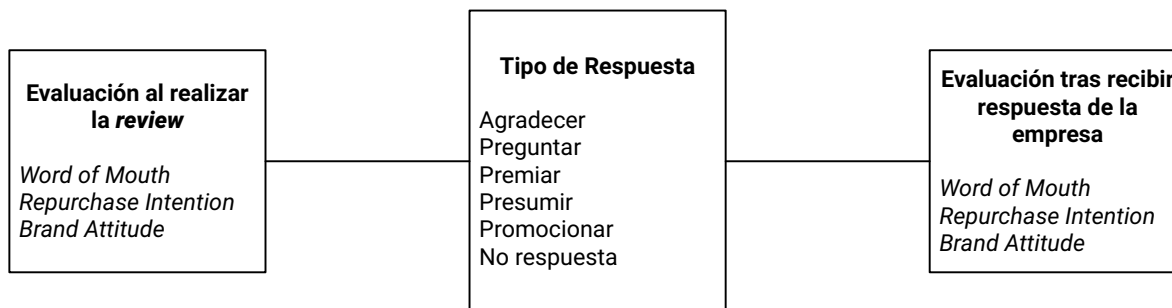 Evaluación al realizar
la review
Word of Mouth
Repurchase Intention
Brand Attitude
Tipo de Respuesta
Agradecer
Preguntar
Premiar
Presumir
Promocionar
No respuesta
Evaluación tras recibir
respuesta de la
empresa
Word of Mouth
Repurchase Intention
Brand Attitude